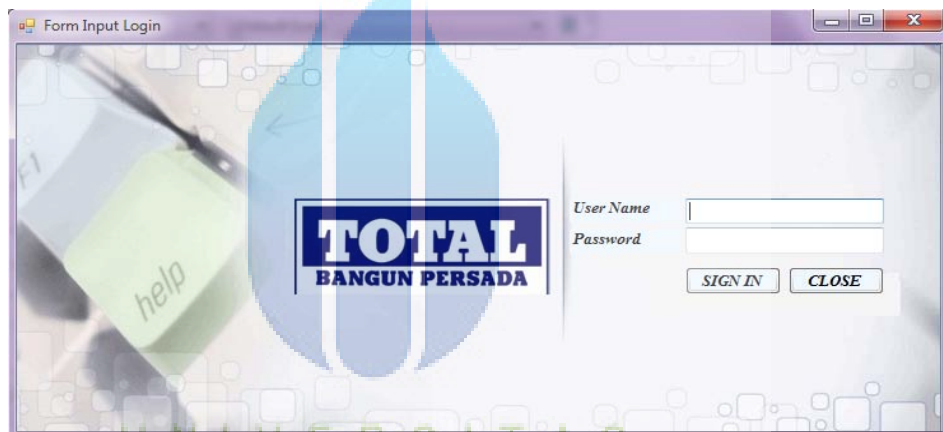 Form Input Login
F1
help
TOTAL
BANGUN PERSADA
User Name
Password
SIGN IN
CLOSE